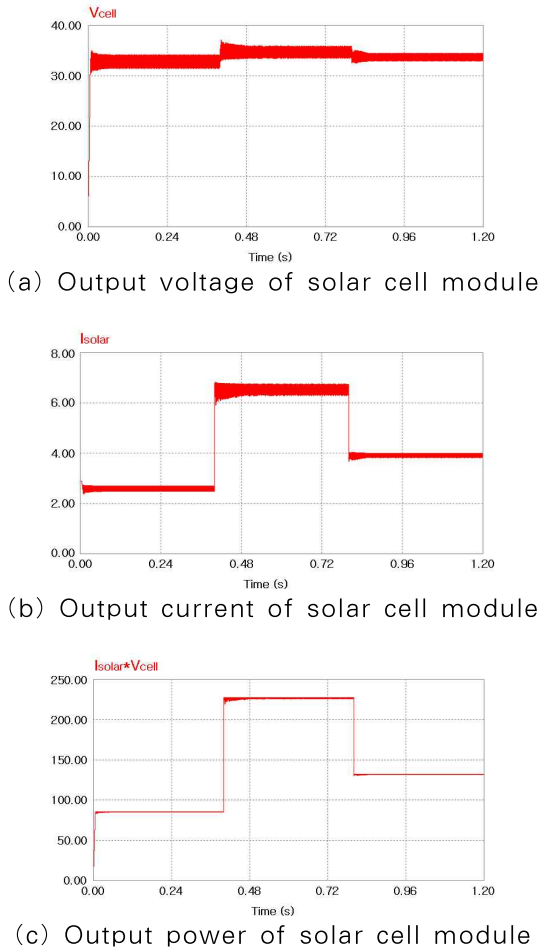 Vcell
40.00
30.00
20.00
10.00
0.00
0.00 0.24 0.48 0.72 0.96 1.20
Time (s)
(a) Output voltage of solar cell module
Isolar
8.00
6.00
4.00
2.00
0.00
0.00 0.24 0.48 0.72 0.96 1.20
Time (s)
(b) Output current of solar cell module
Isolar*Vcell
250.00
200.00
150.00
100.00
50.00
0.00
0.00 0.24 0.48 0.72 0.96 1.20
Time (s)
(c) Output power of solar cell module